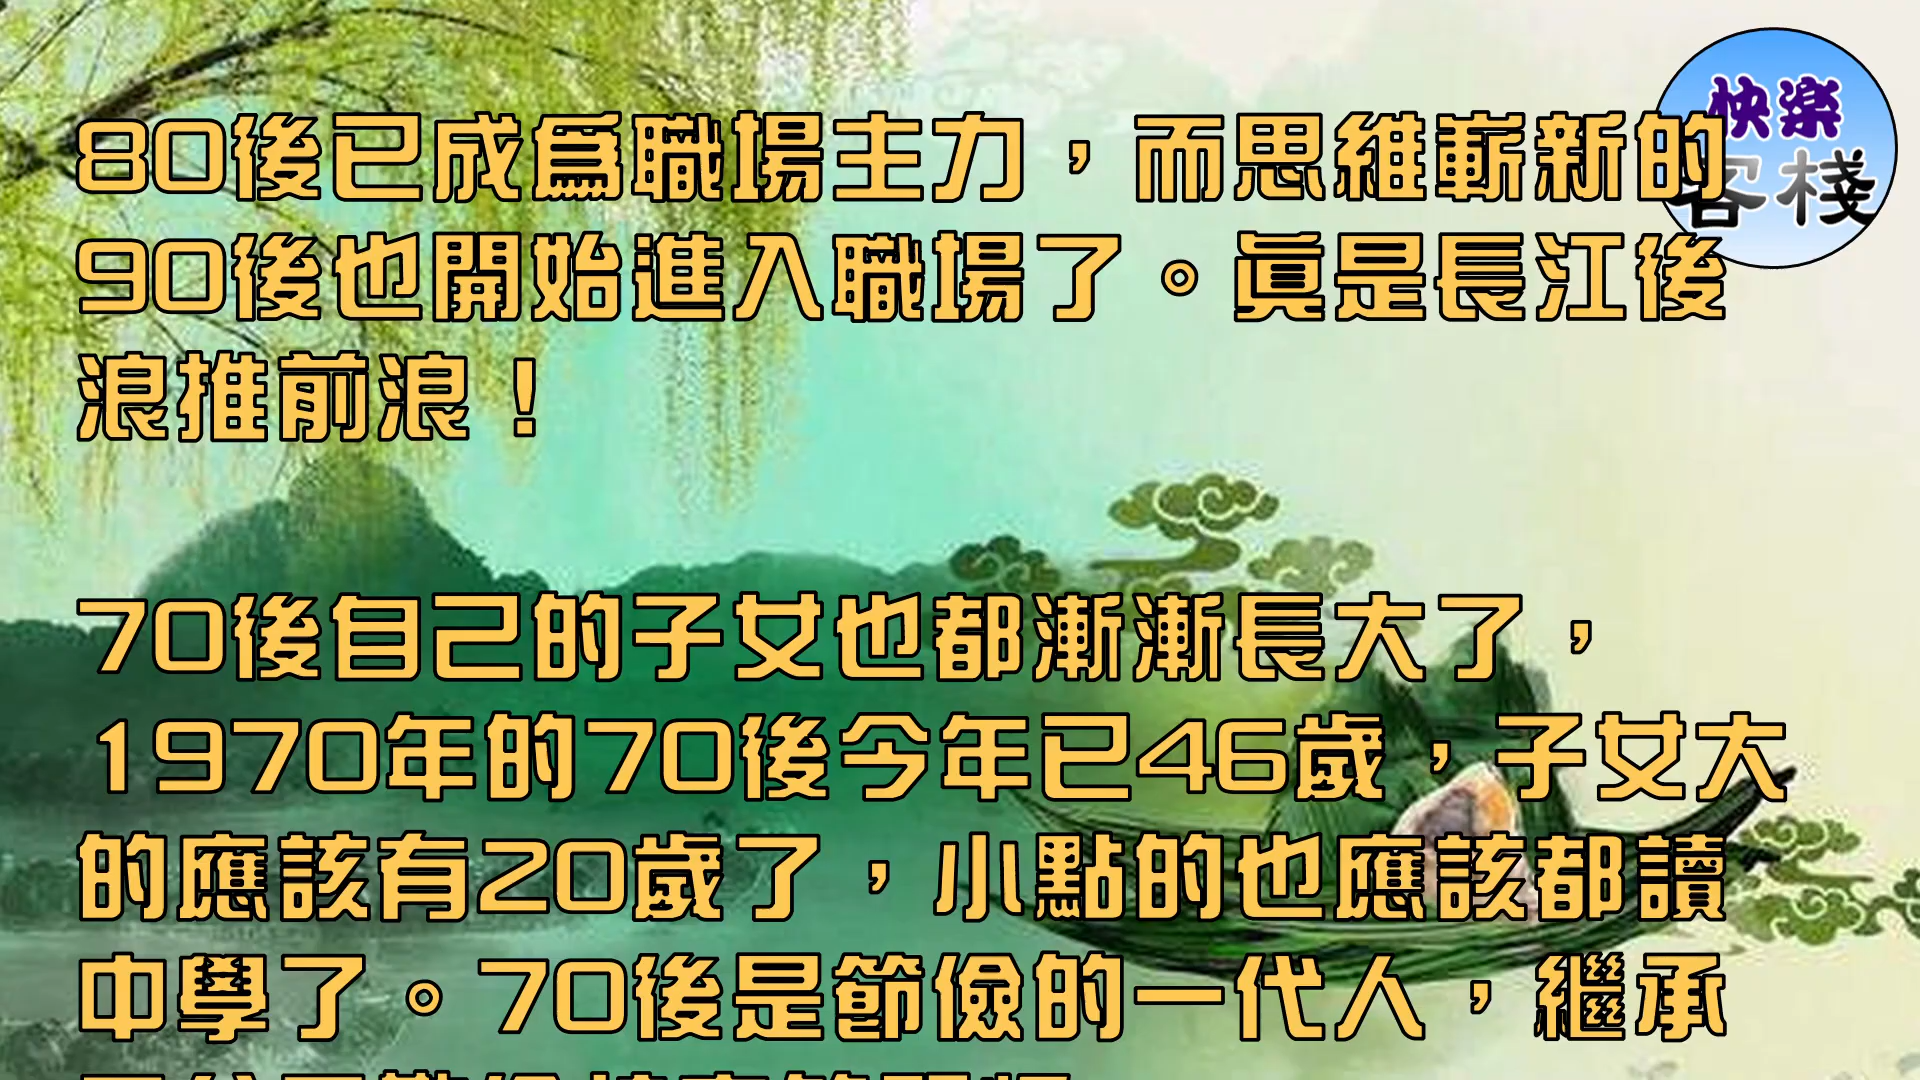 快樂
客棧
80後已成爲職場主力，而思維嶄新的
90後也開始進入職場了。眞是長江後
浪推前浪！
70後自己的子女也都漸漸長大了，
1970年的70後今年已46歲，子女大
的應該有20歲了，小點的也應該都讀
中學了。70後是節儉的一代人，繼承